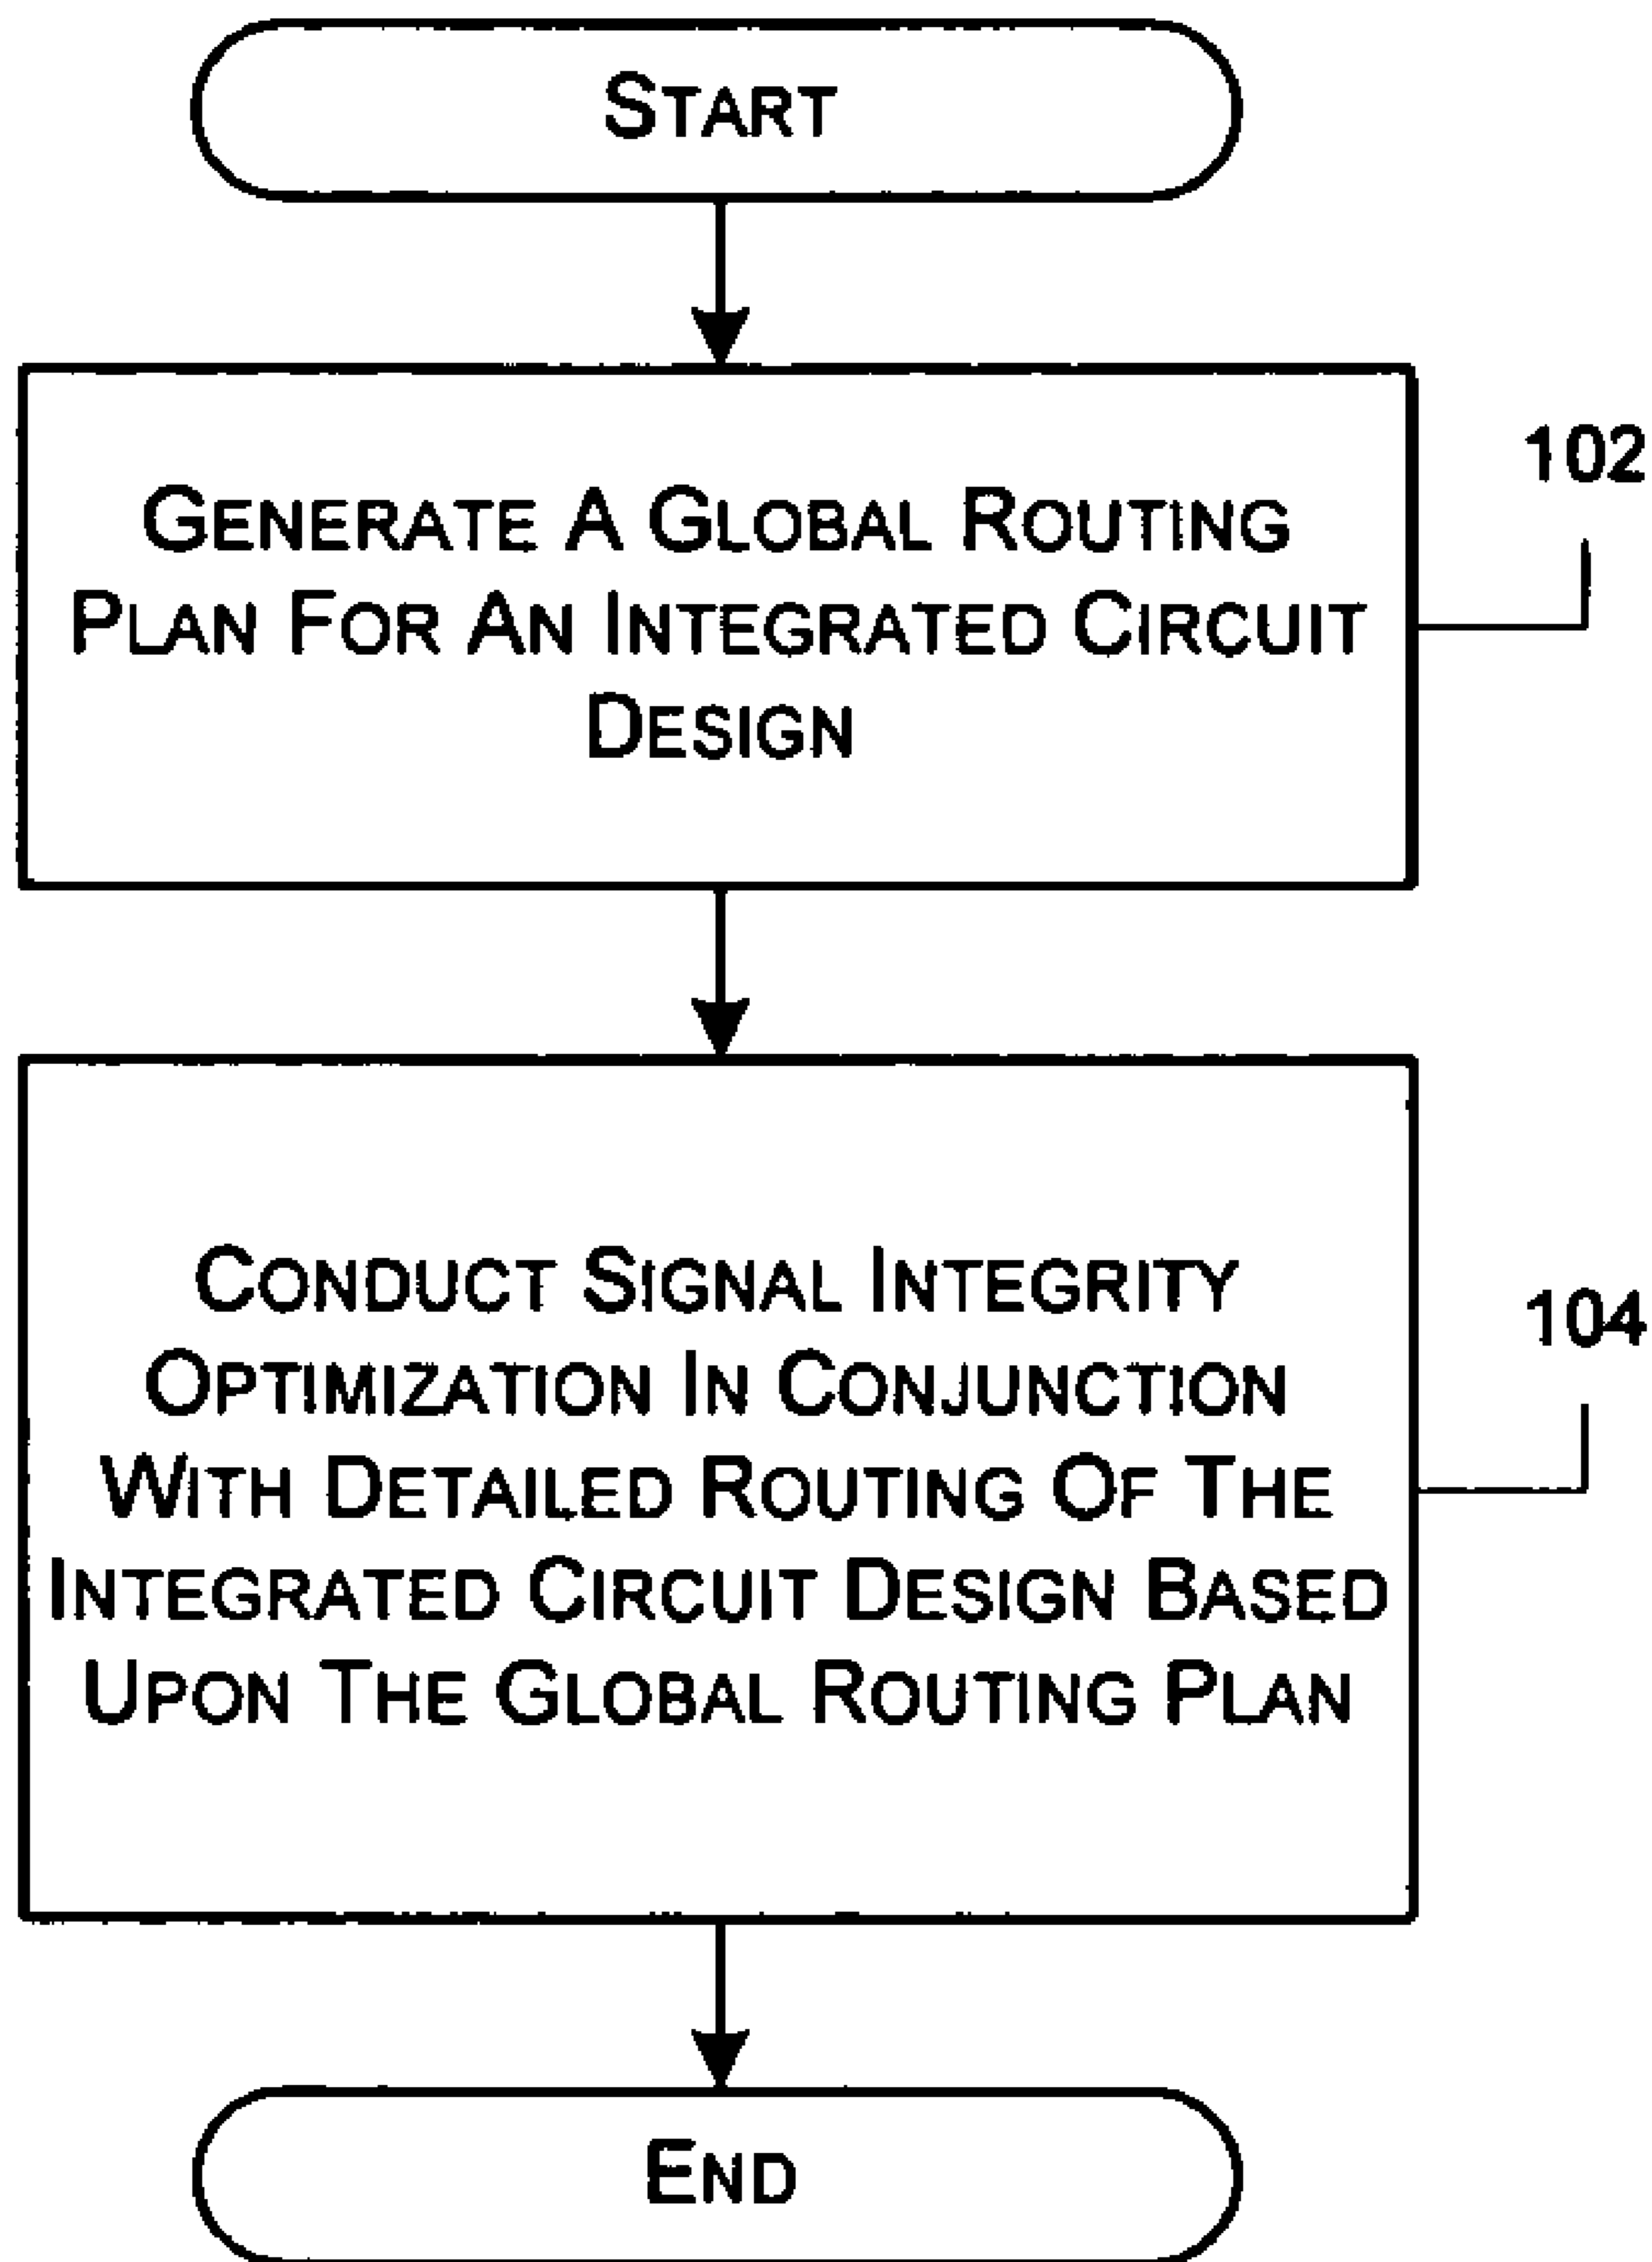 START
102
GENERATE A GLOBAL ROUTING
PLAN FOR AN INTEGRATED CIRCUIT
DESIGN
104
CONDUCT SIGNAL INTEGRITY
OPTIMIZATION IN CONJUNCTION
WITH DETAILED ROUTING OF THE
INTEGRATED CIRCUIT DESIGN BASED
UPON THE GLOBAL ROUTING PLAN
END